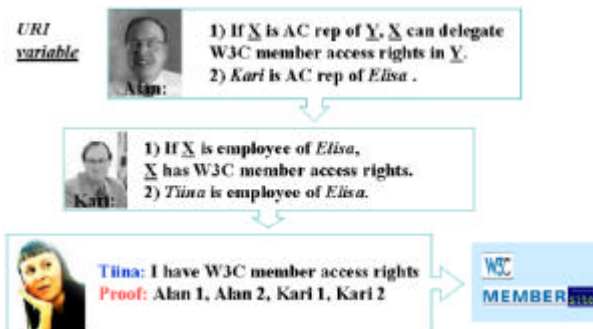 URI
variable
1) If X is AC rep of Y, X can delegate
W3C member access rights in Y.
2) Kari is AC rep of Elisa .
Alan:
1) If X is employee of Elisa,
X has W3C member access rights.
2) Tiina is employee of Elisa.
Kari:
Tiina: I have W3C member access rights
Proof: Alan 1, Alan 2, Kari 1, Kari 2
W3C
MEMBER site